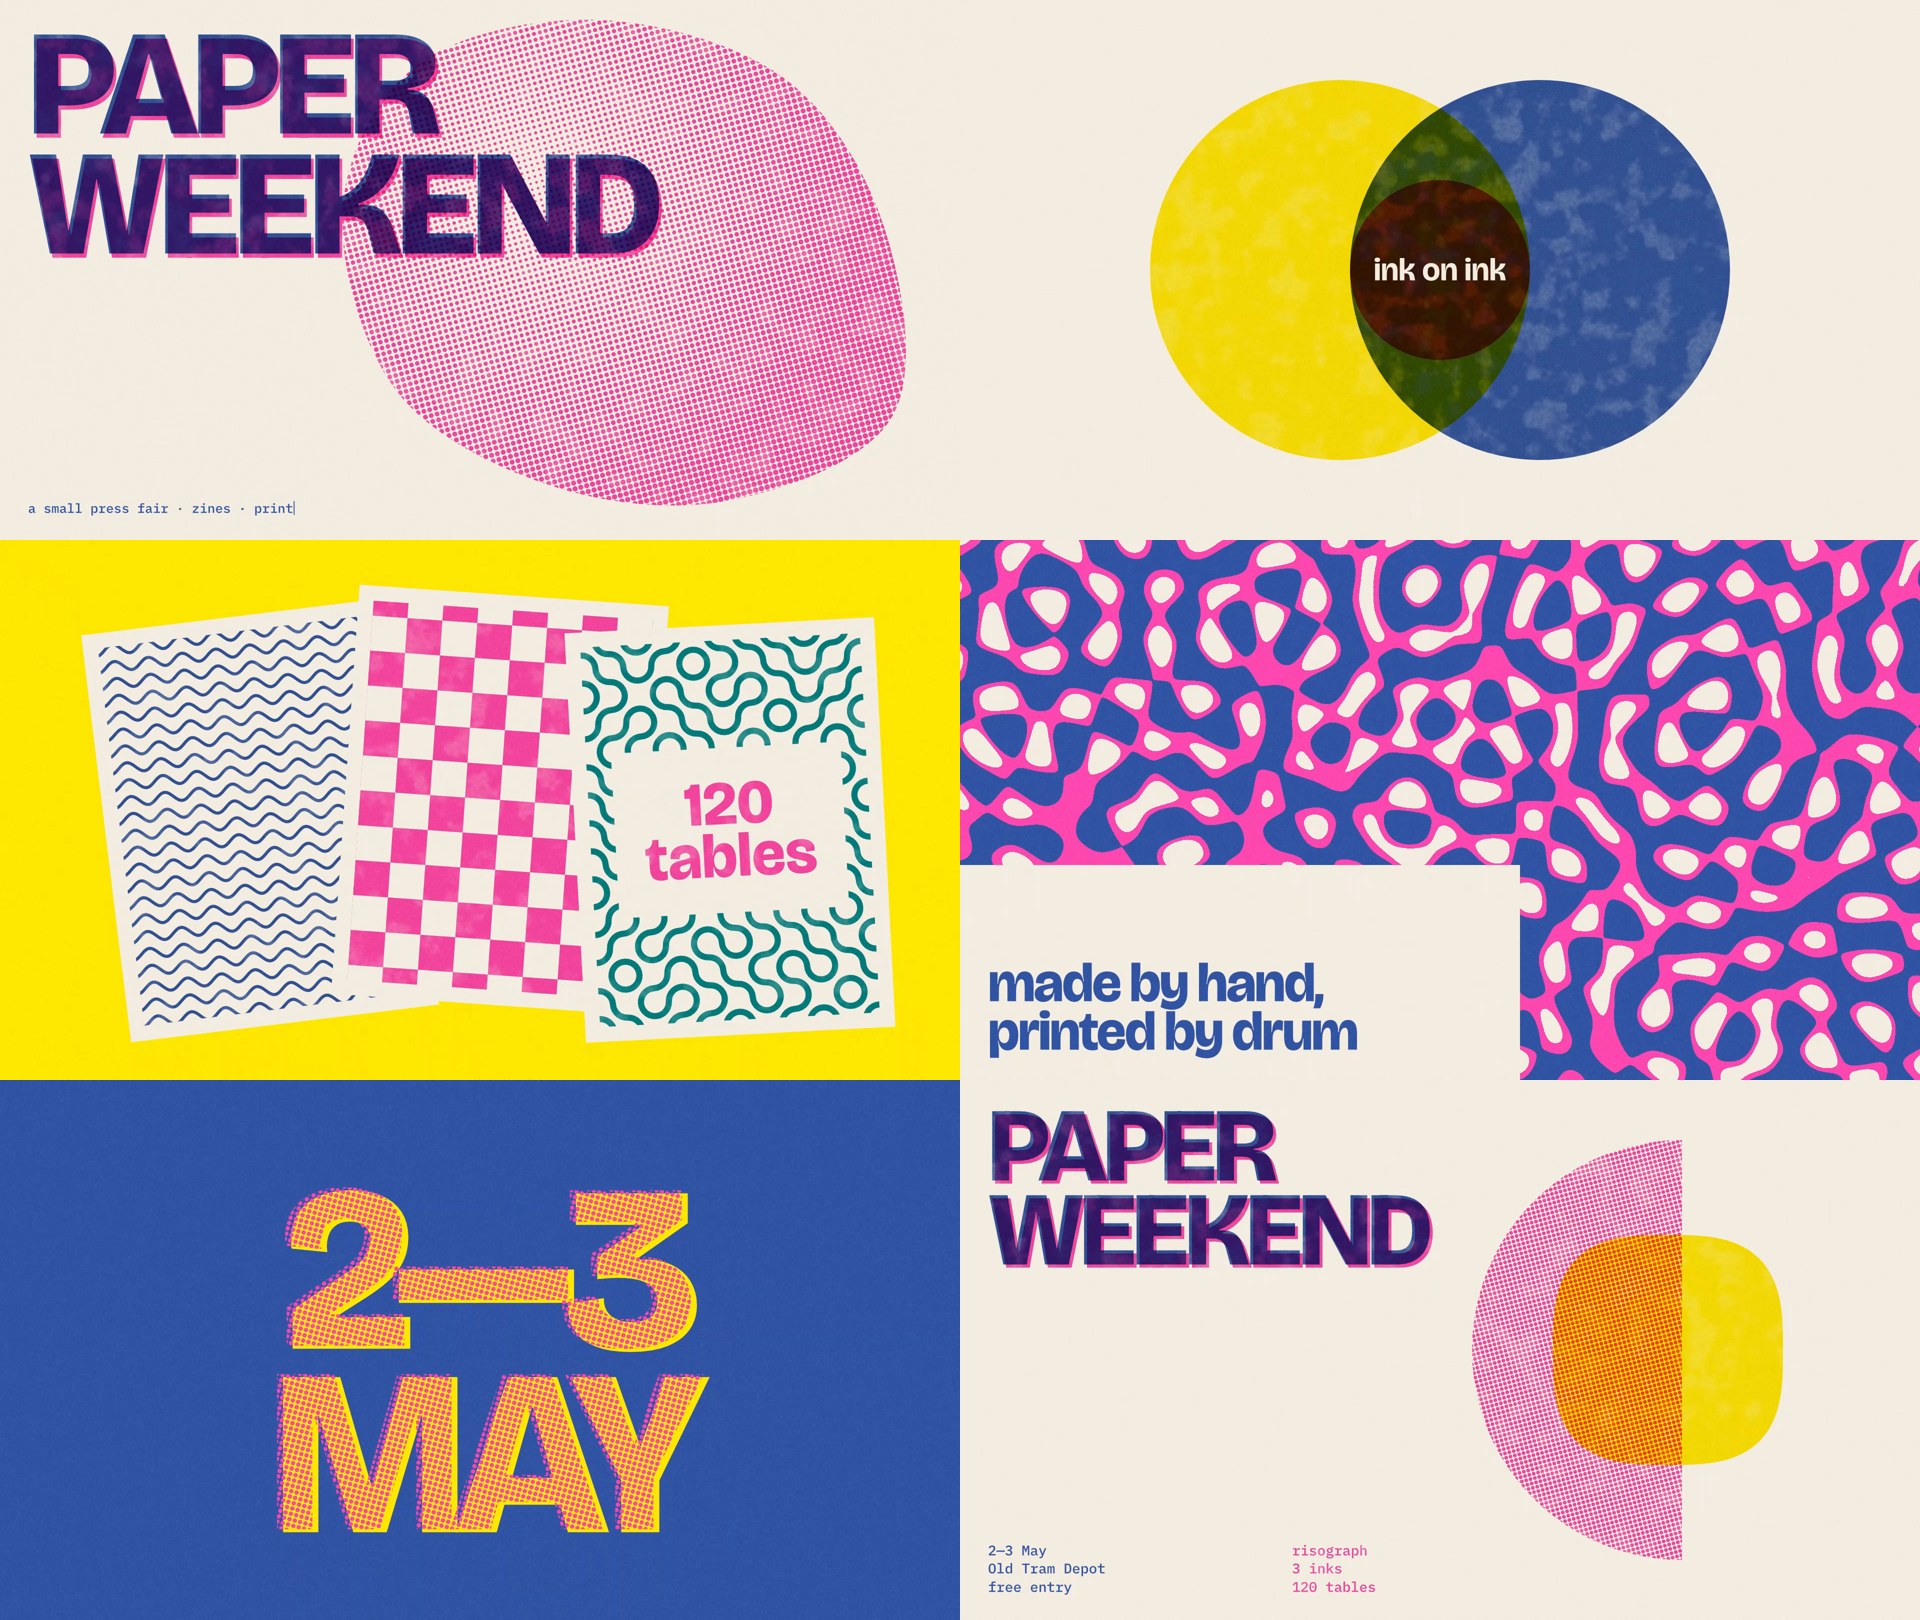 PAPER
WEEKEND
a small press fair · zines · print
ink on ink
120
tables
made by hand,
printed by drum
2—3
MAY
PAPER
WEEKEND
2—3 May
Old Tram Depot
free entry
risograph
3 inks
120 tables